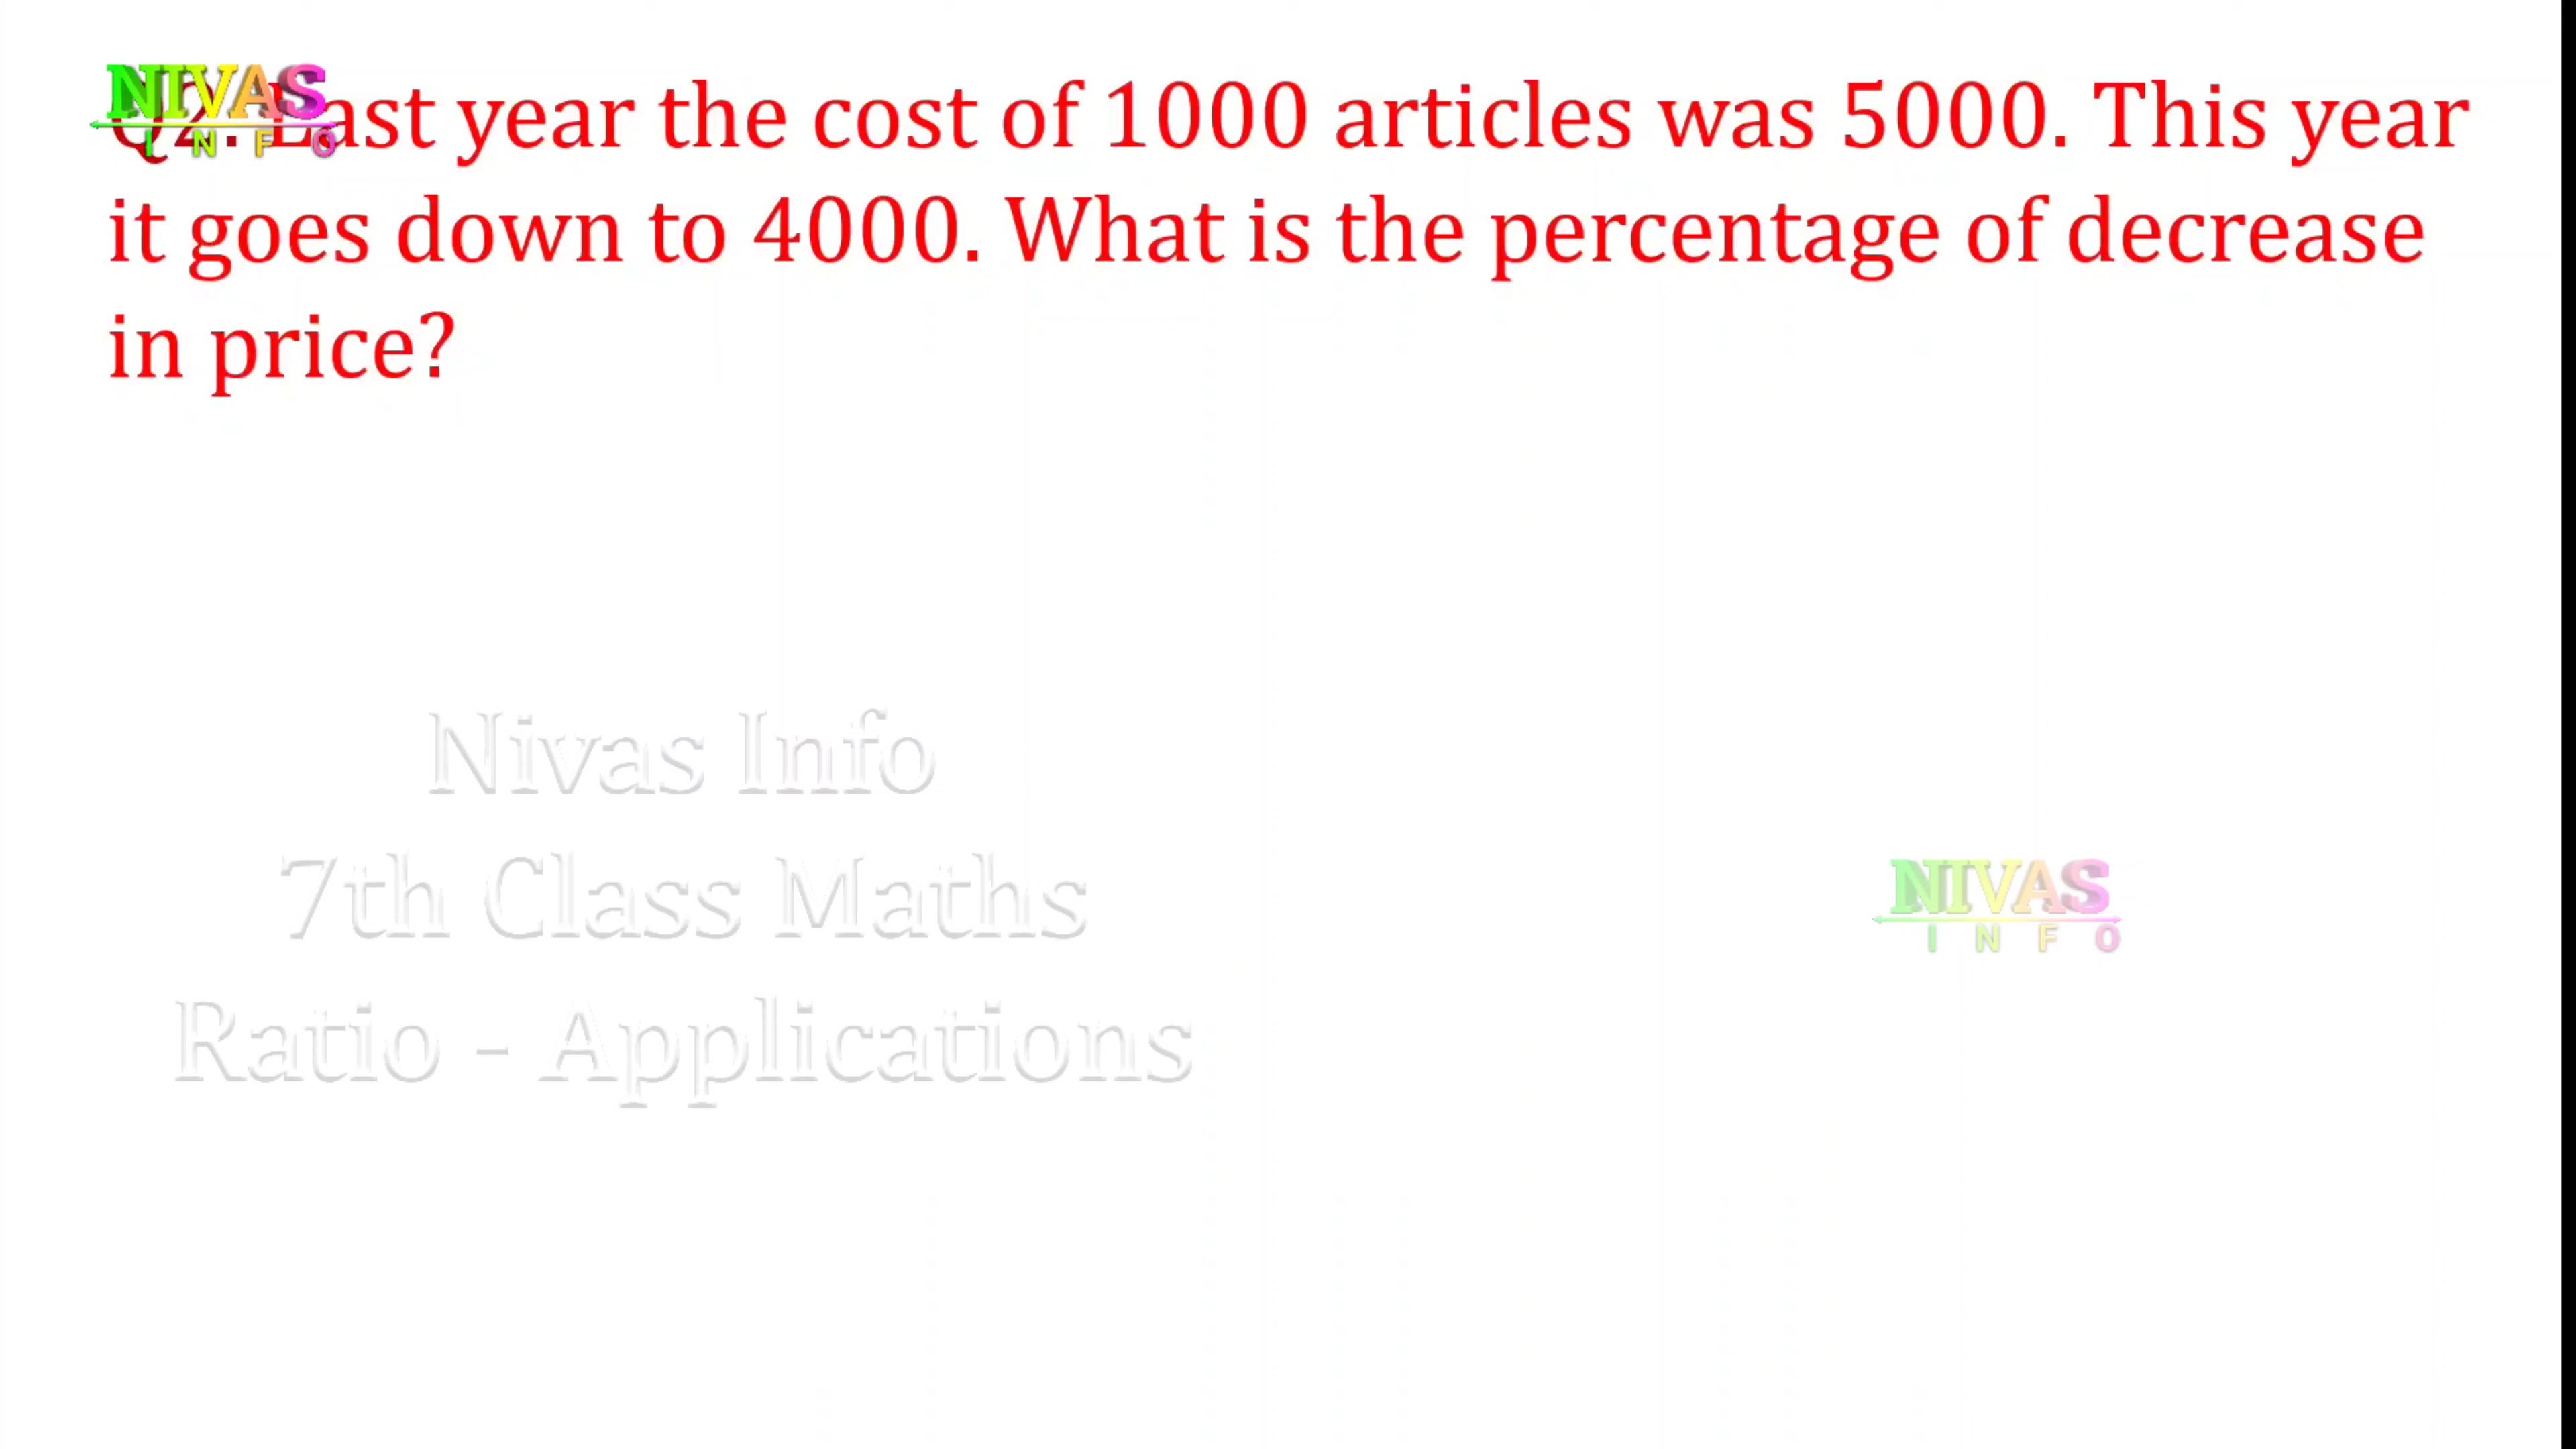 NIVAS
INFO
Q2. Last year the cost of 1000 articles was 5000. This year
it goes down to 4000. What is the percentage of decrease
in price?
Nivas Info
7th Class Maths
Ratio - Applications
NIVAS
INFO